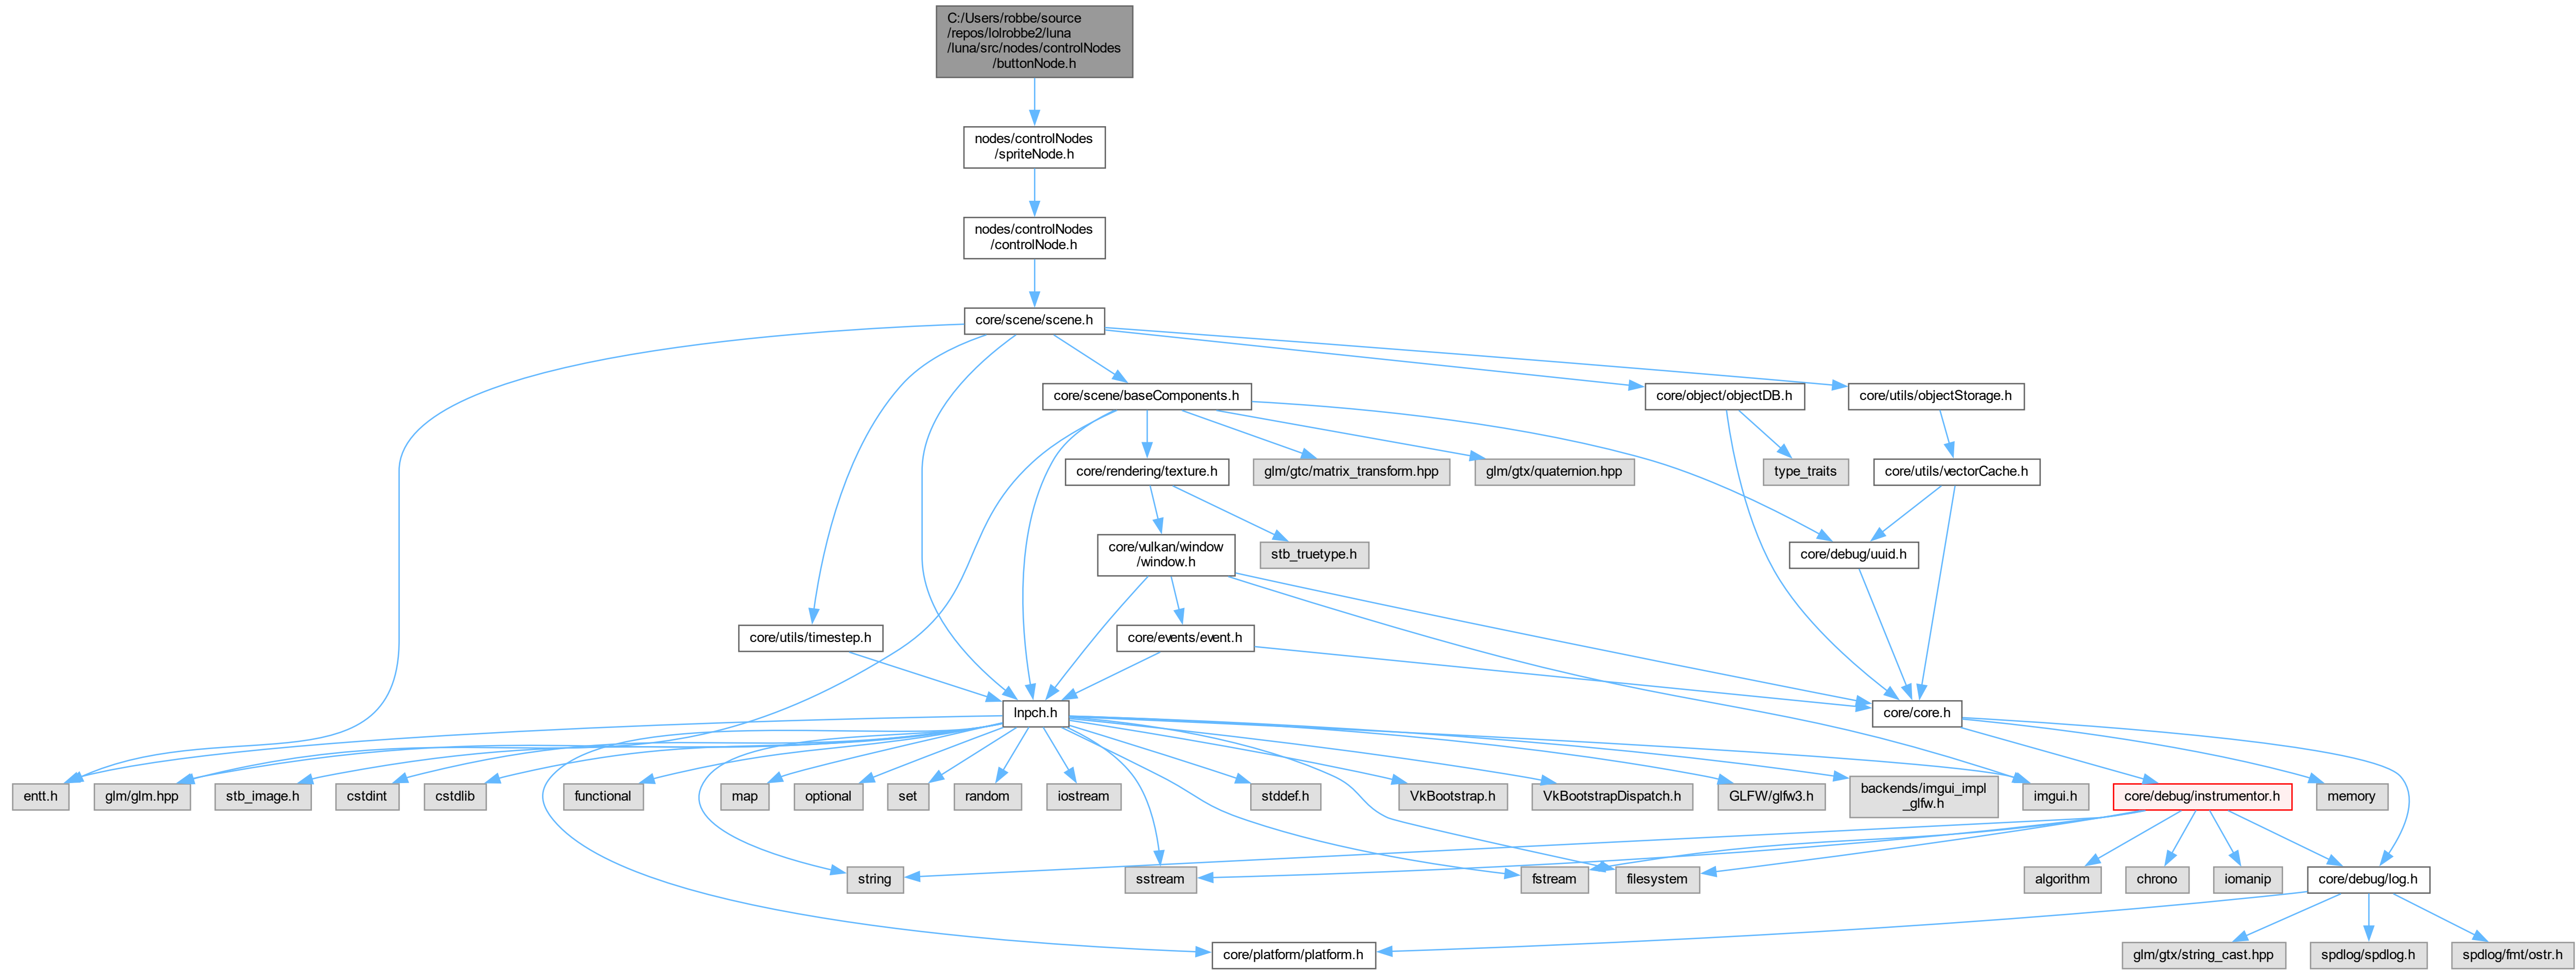 C:/Users/robbe/source
/repos/lolrobbe2/luna
/luna/src/nodes/controlNodes
/buttonNode.h
nodes/controlNodes
/spriteNode.h
nodes/controlNodes
/controlNode.h
core/scene/scene.h
core/scene/baseComponents.h
core/object/objectDB.h
core/utils/objectStorage.h
core/rendering/texture.h
glm/gtc/matrix_transform.hpp
glm/gtx/quaternion.hpp
type_traits
core/utils/vectorCache.h
core/vulkan/window
/window.h
stb_truetype.h
core/debug/uuid.h
core/utils/timestep.h
core/events/event.h
lnpch.h
core/core.h
entt.h
glm/glm.hpp
stb_image.h
cstdint
cstdlib
functional
map
optional
set
random
iostream
stddef.h
VkBootstrap.h
VkBootstrapDispatch.h
GLFW/glfw3.h
backends/imgui_impl
_glfw.h
imgui.h
core/debug/instrumentor.h
memory
string
sstream
fstream
filesystem
algorithm
chrono
iomanip
core/debug/log.h
core/platform/platform.h
glm/gtx/string_cast.hpp
spdlog/spdlog.h
spdlog/fmt/ostr.h